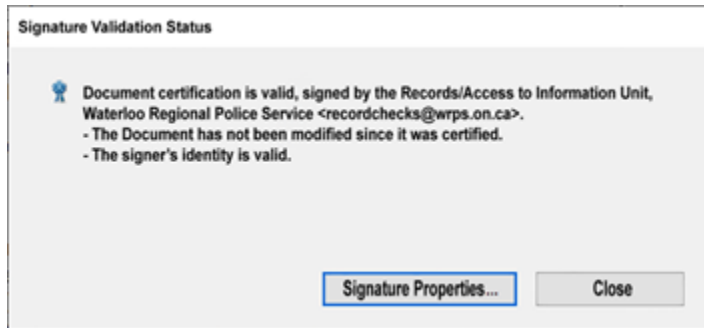 Signature Validation Status
Document certification is valid, signed by the Records/Access to Information Unit,
Waterloo Regional Police Service <recordchecks@wrps.on.ca>.
- The Document has not been modified since it was certified.
- The signer's identity is valid.
Signature Properties...
Close